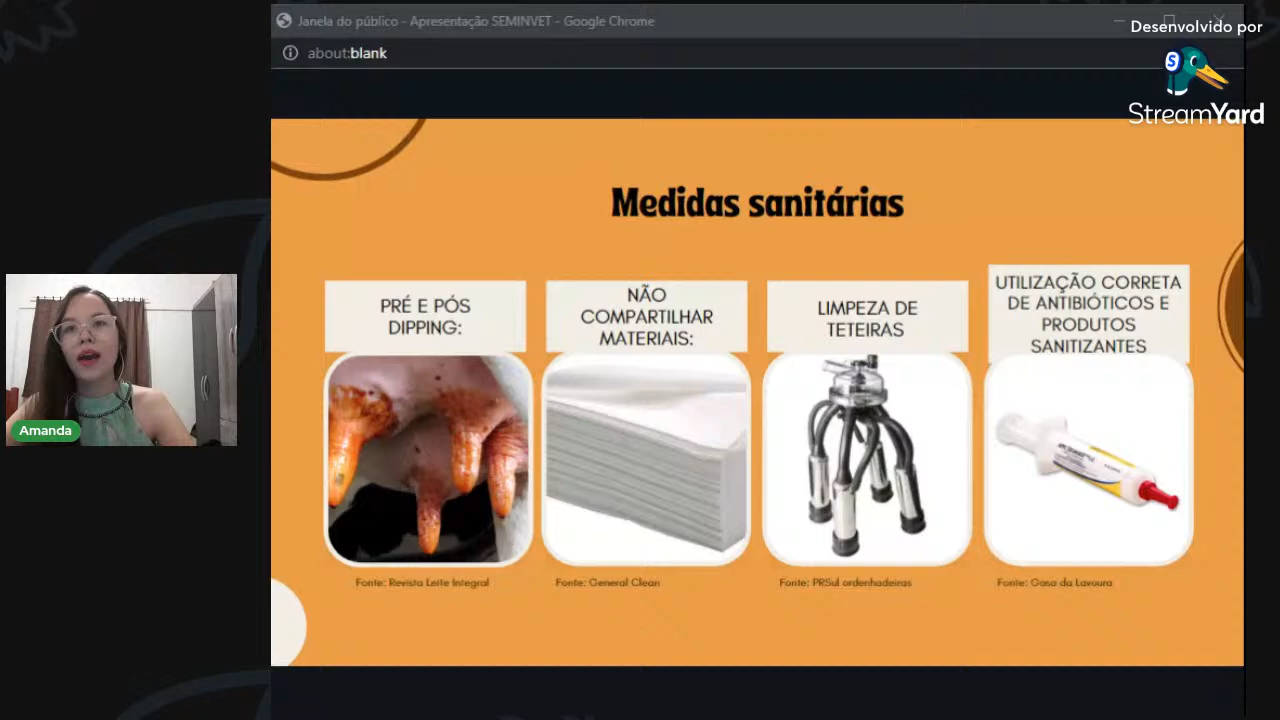 Janela do público - Apresentação SEMINVET - Google Chrome
about:blank
Desenvolvido por
S
StreamYard
Medidas sanitárias
PRÉ E PÓS
DIPPING:
NÃO
COMPARTILHAR
MATERIAIS:
LIMPEZA DE
TETEIRAS
UTILIZAÇÃO CORRETA
DE ANTIBIÓTICOS E
PRODUTOS
SANITIZANTES
Fonte: Revista Leite Integral
Fonte: General Clean
Fonte: PRSul ordenhadeiras
Fonte: Casa da Lavoura
Amanda